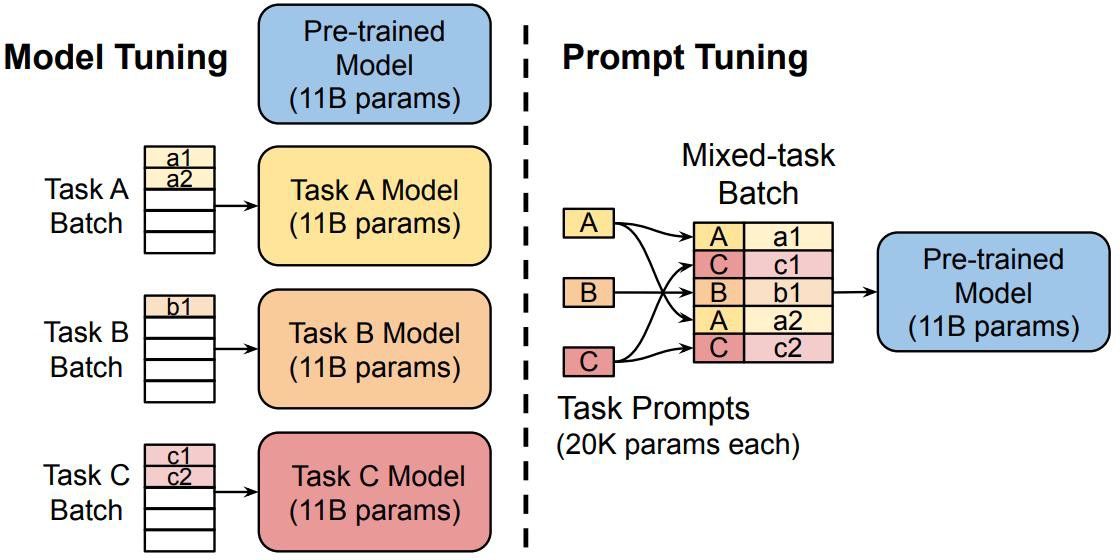 Model Tuning
Pre-trained
Model
(11B params)
Task A
Batch
a1
a2
Task A Model
(11B params)
Task B
Batch
b1
Task B Model
(11B params)
Task C
Batch
c1
c2
Task C Model
(11B params)
Prompt Tuning
Mixed-task
Batch
A
B
C
A a1
C c1
B b1
A a2
C c2
Task Prompts
(20K params each)
Pre-trained
Model
(11B params)